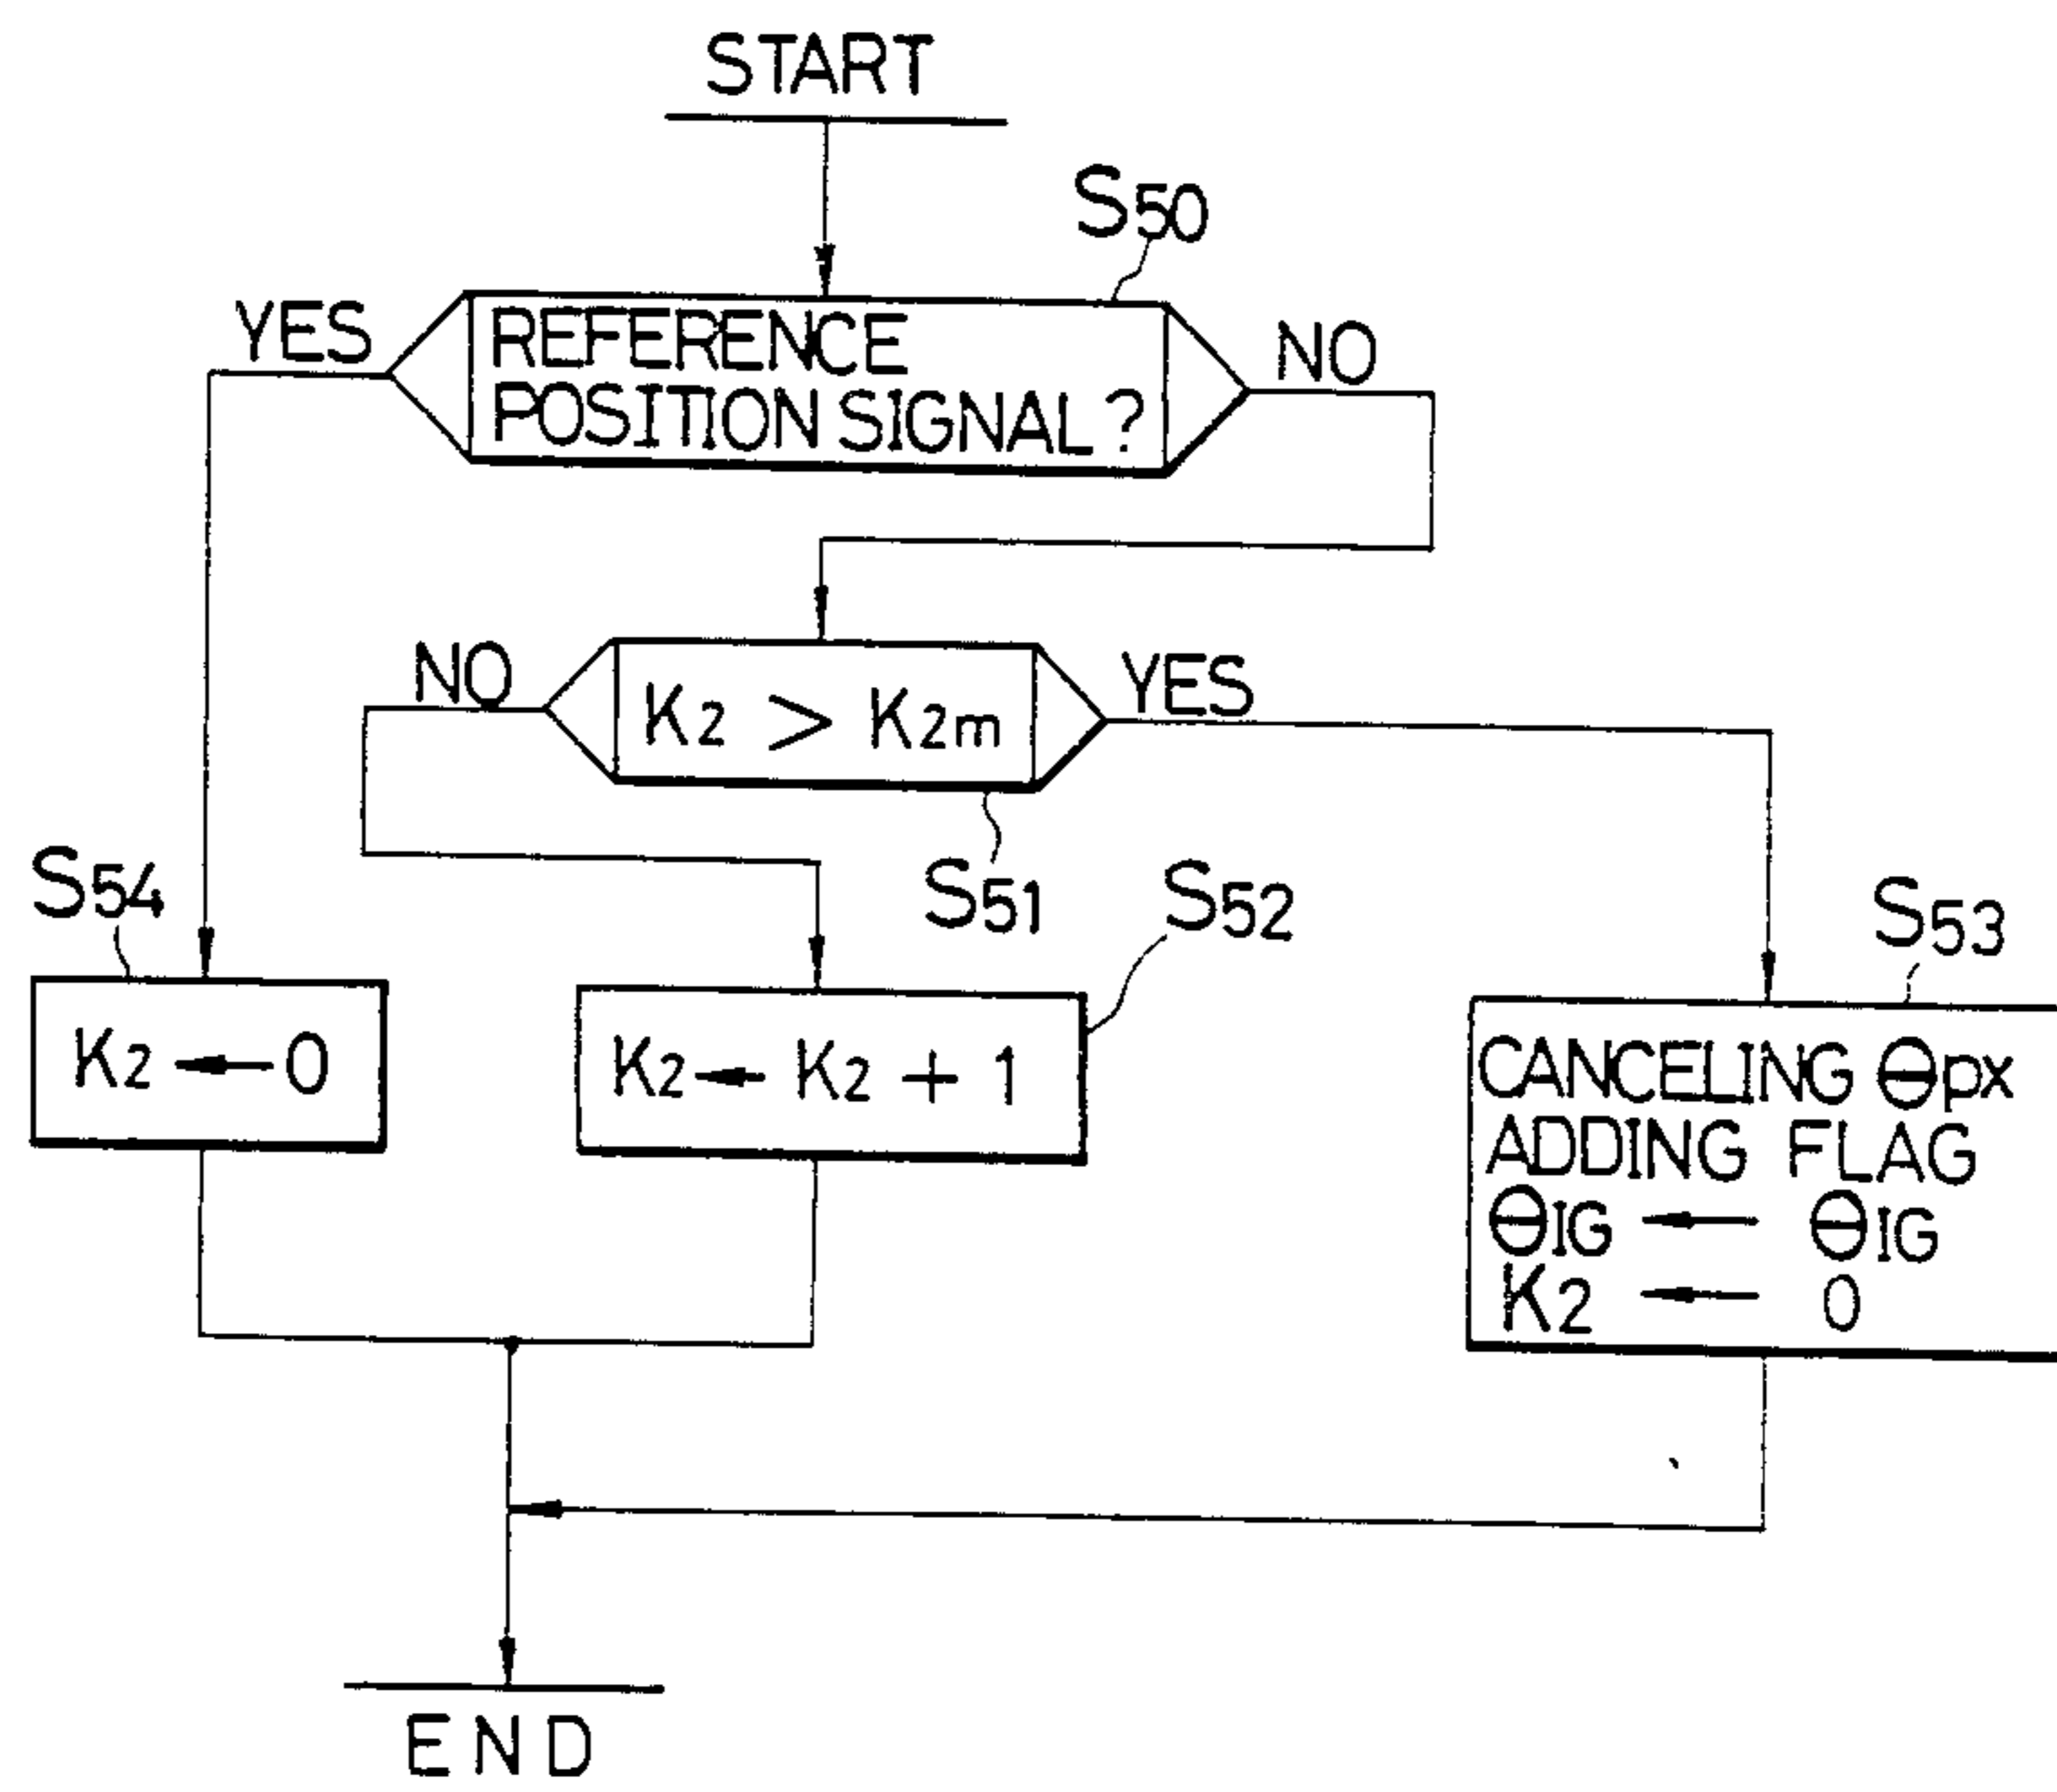 START
S50
YES
REFERENCE
POSITION SIGNAL ?
NO
NO
K2 > K2m
YES
S51
S54
S52
S53
K2 ← 0
K2 ← K2 + 1
CANCELING Θpx
ADDING FLAG
ΘIG ← ΘIG
K2 ← 0
END